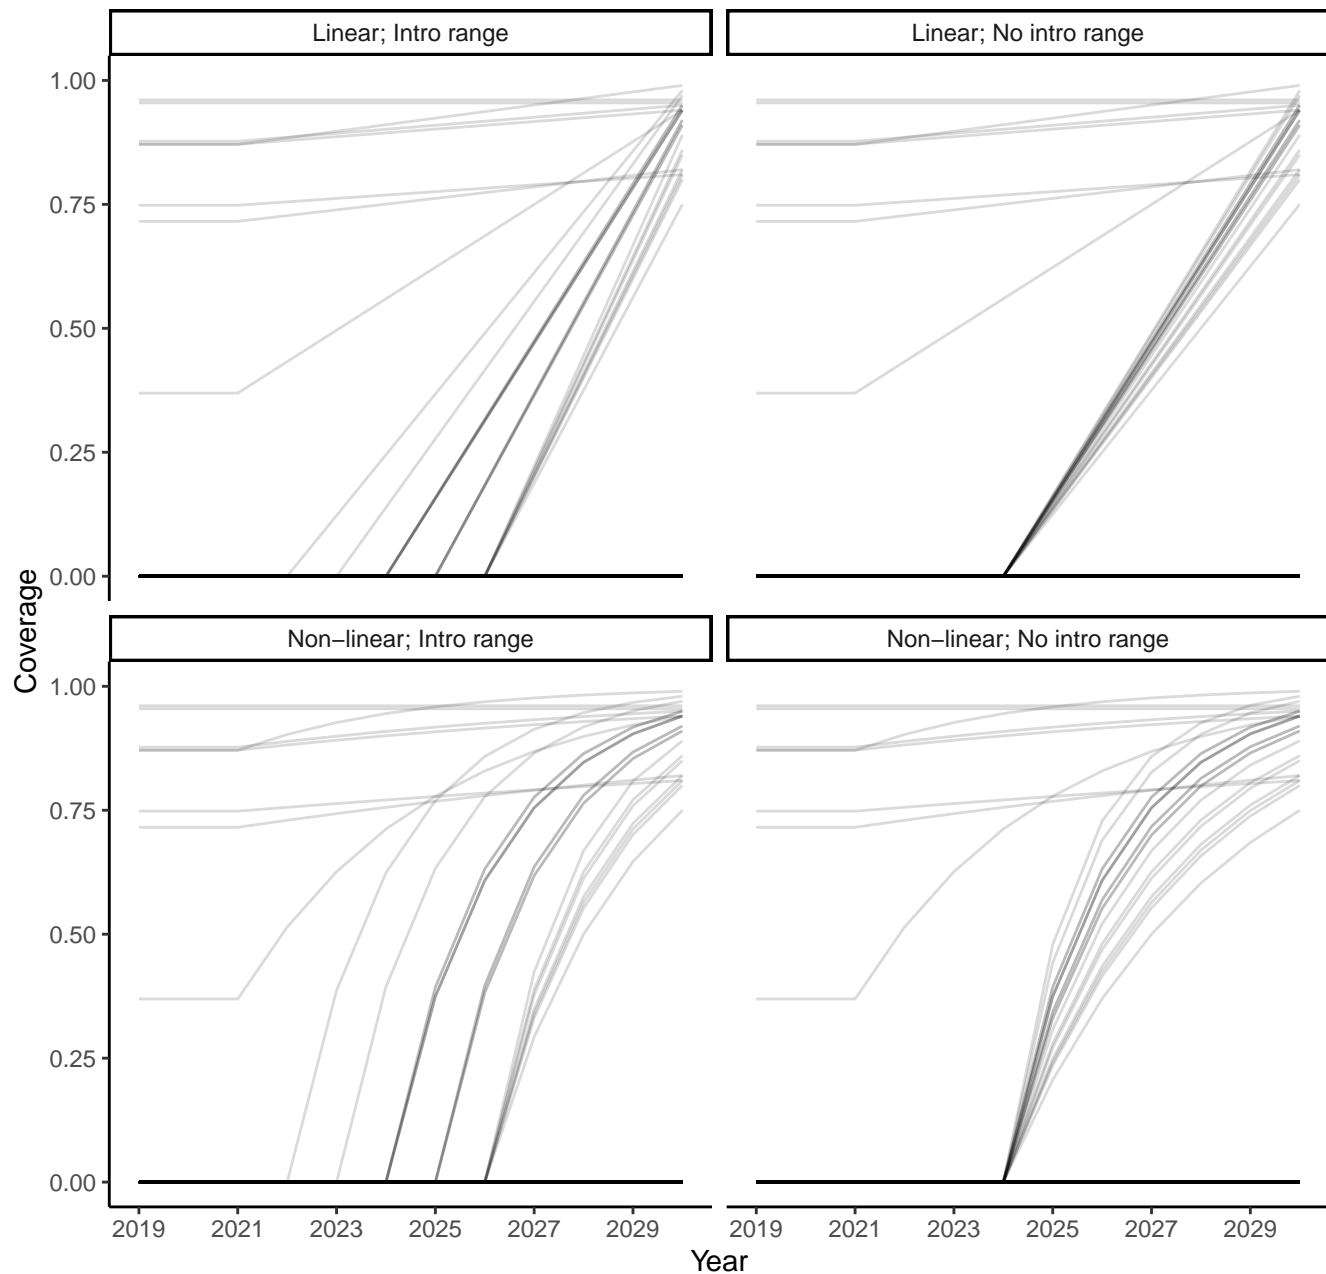 Linear; Intro range
Linear; No intro range
1.00
0.75
0.50
0.25
0.00
Coverage
Non−linear; Intro range
Non−linear; No intro range
1.00
0.75
0.50
0.25
0.00
2019 2021 2023 2025 2027 2029
2019 2021 2023 2025 2027 2029
Year